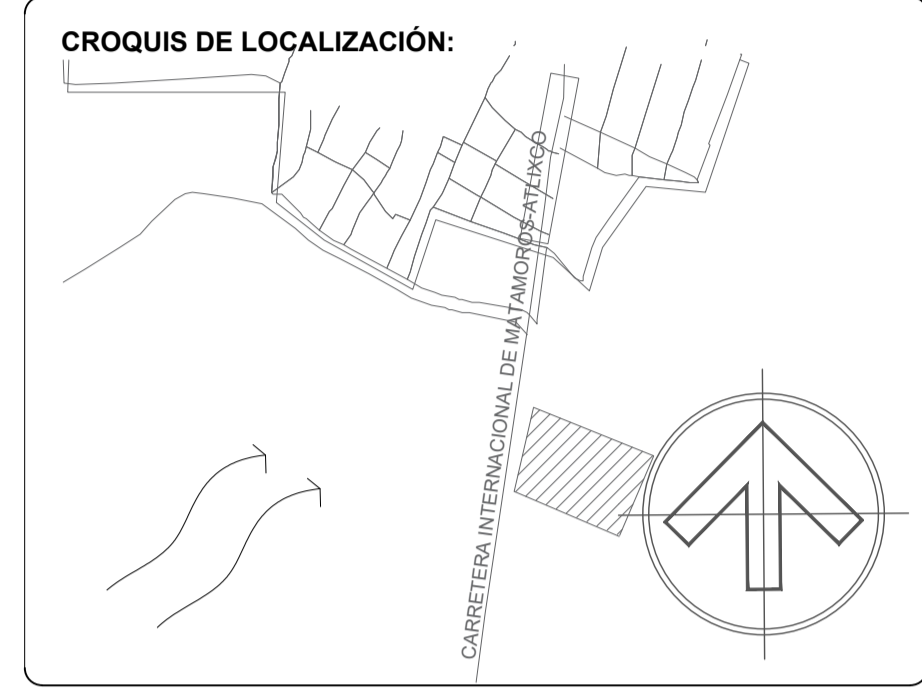 CROQUIS DE LOCALIZACIÓN:
CARRETERA INTERNACIONAL DE MATAMOROS-ATLIXCO